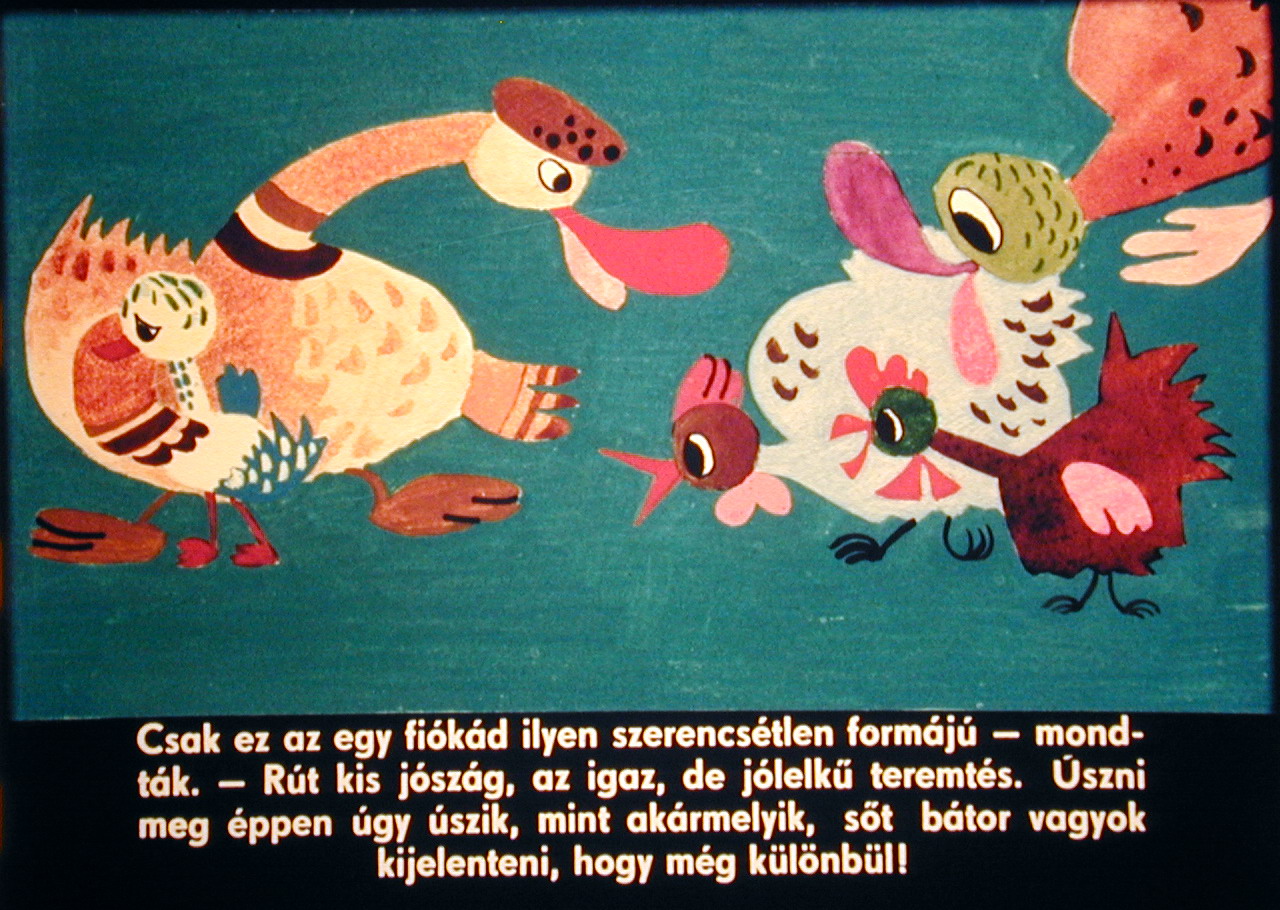 Csak ez az egy fiókád ilyen szerencsétlen formájú — mond-
ták. — Rút kis jószág, az igaz, de jólelkű teremtés. Úszni
meg éppen úgy úszik, mint akármelyik, sőt bátor vagyok
kijelenteni, hogy még különbül!